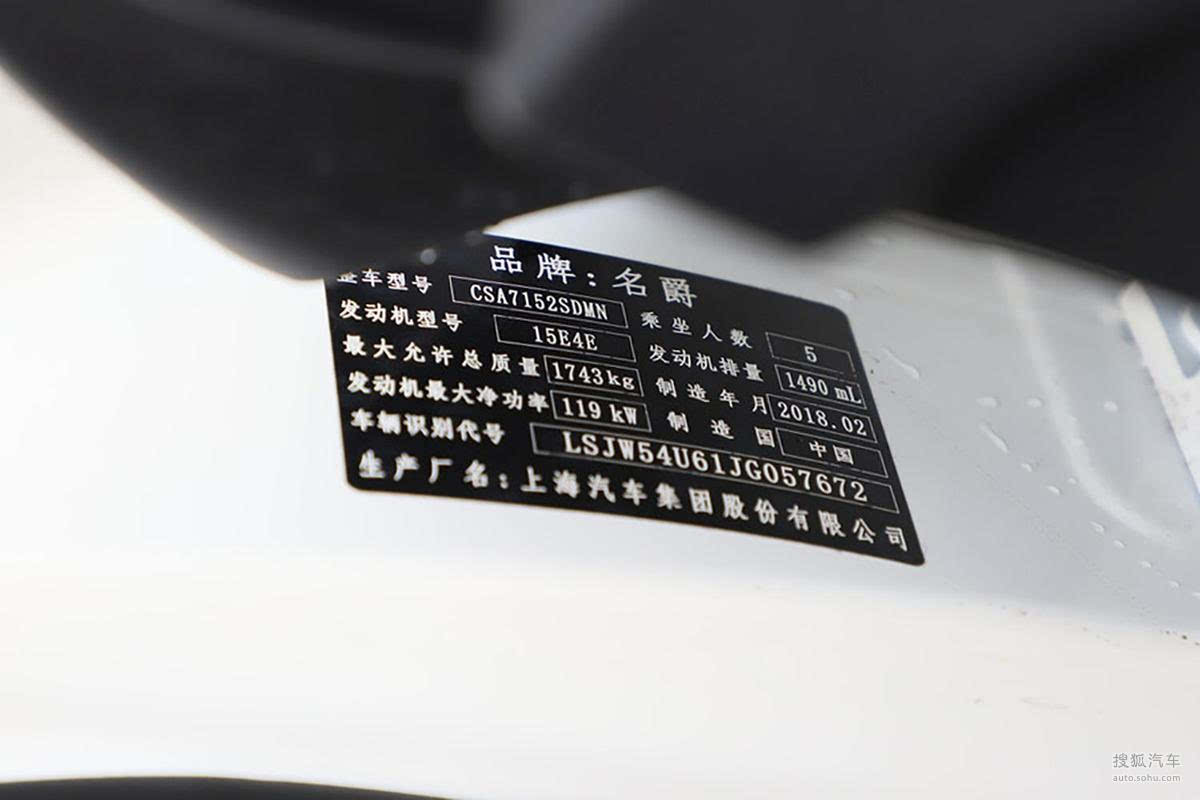 品牌:名爵
整车型号 CSA7152SDMN 乘坐人数 5
发动机型号 15E4E 发动机排量 1490 mL
最大允许总质量 1743kg 制造年月 2018.02
发动机最大净功率 119 kW 制造国 中国
车辆识别代号 LSJW54U61JG057672
生产厂名:上海汽车集团股份有限公司
搜狐汽车
auto.sohu.com